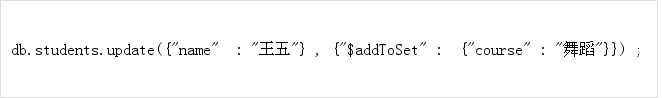 db.students.update({"name"  : "王五"} , {"$addToSet" :  {"course" : "舞蹈"}}) ;